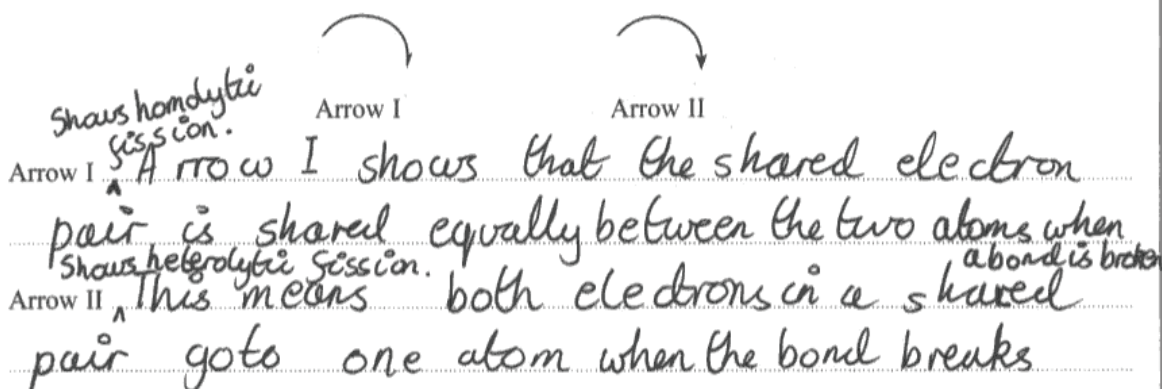 Arrow I Arrow II
Shows homolytic
fission.
Arrow I ^ Arrow I shows that the shared electron
pair is shared equally between the two atoms when
a bond is broken
Shows heterolytic fission.
Arrow II ^ This means both electrons in a shared
pair go to one atom when the bond breaks